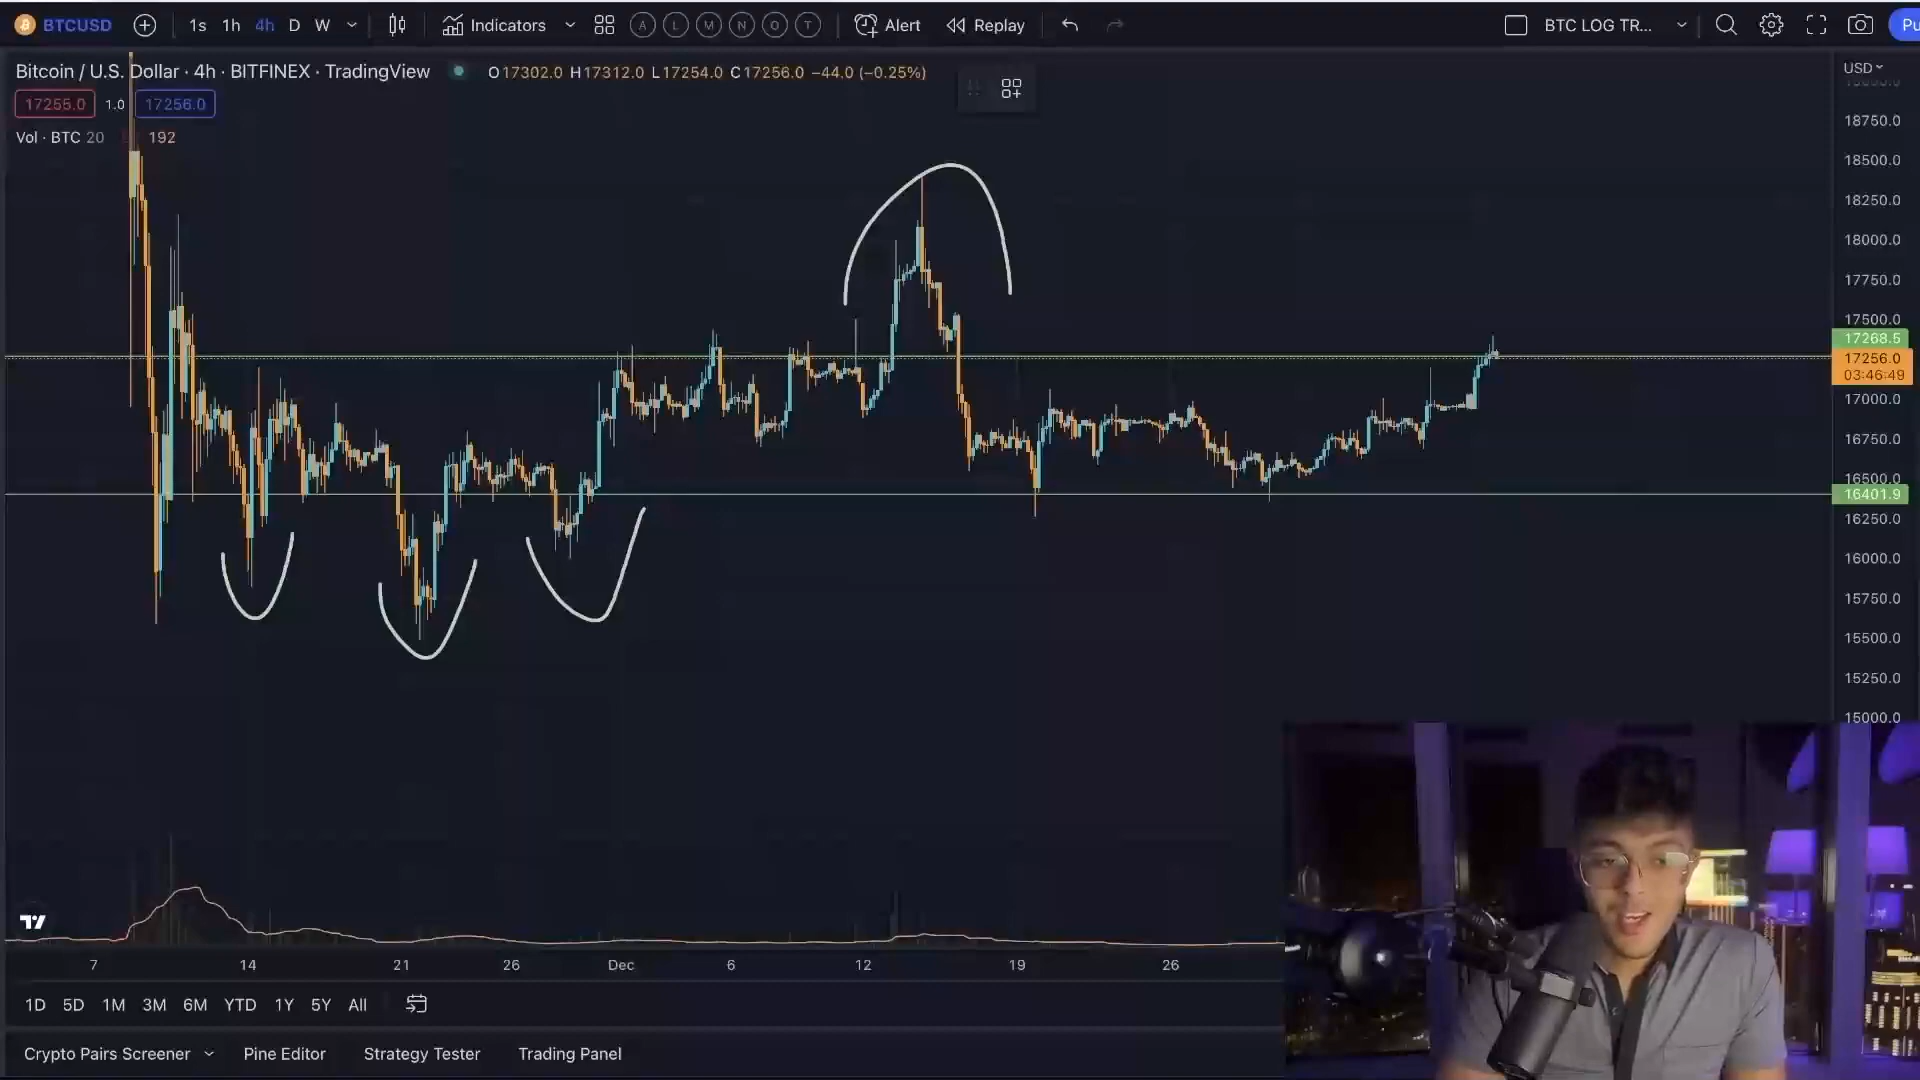 BTCUSD 1s 1h 4h D W Indicators A L M N O T Alert Replay BTC LOG TR... Pu
Bitcoin / U.S. Dollar · 4h · BITFINEX · TradingView O17302.0 H17312.0 L17254.0 C17256.0 −44.0 (−0.25%) USD
17255.0 1.0 17256.0
Vol · BTC 20 192
18750.0
18500.0
18250.0
18000.0
17750.0
17500.0
17268.5
17256.0
03:46:49
17000.0
16750.0
16500.0
16401.9
16250.0
16000.0
15750.0
15500.0
15250.0
15000.0
7 14 21 26 Dec 6 12 19 26
1D 5D 1M 3M 6M YTD 1Y 5Y All
Crypto Pairs Screener Pine Editor Strategy Tester Trading Panel